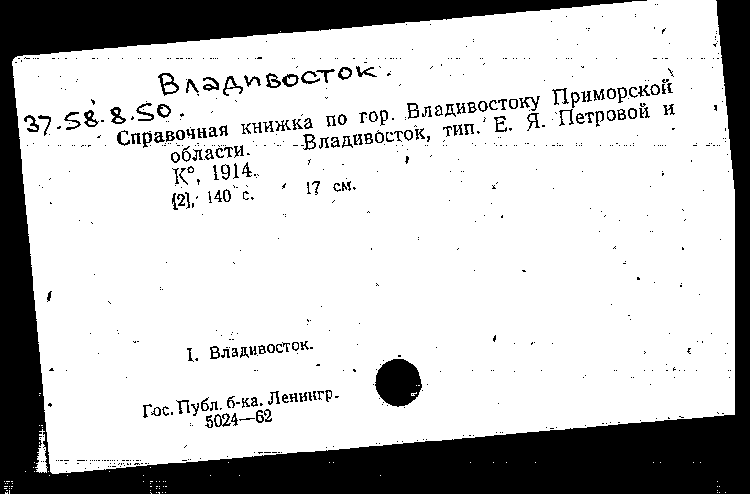 Владивосток.
37.58.8.50.
Справочная книжка по гор. Владивостоку Приморской
области. Владивосток, тип. Е. Я. Петровой и
К°, 1914.
[2], 140 с. 17 см.
I. Владивосток.
Гос. Публ. б-ка. Ленингр.
5024—62